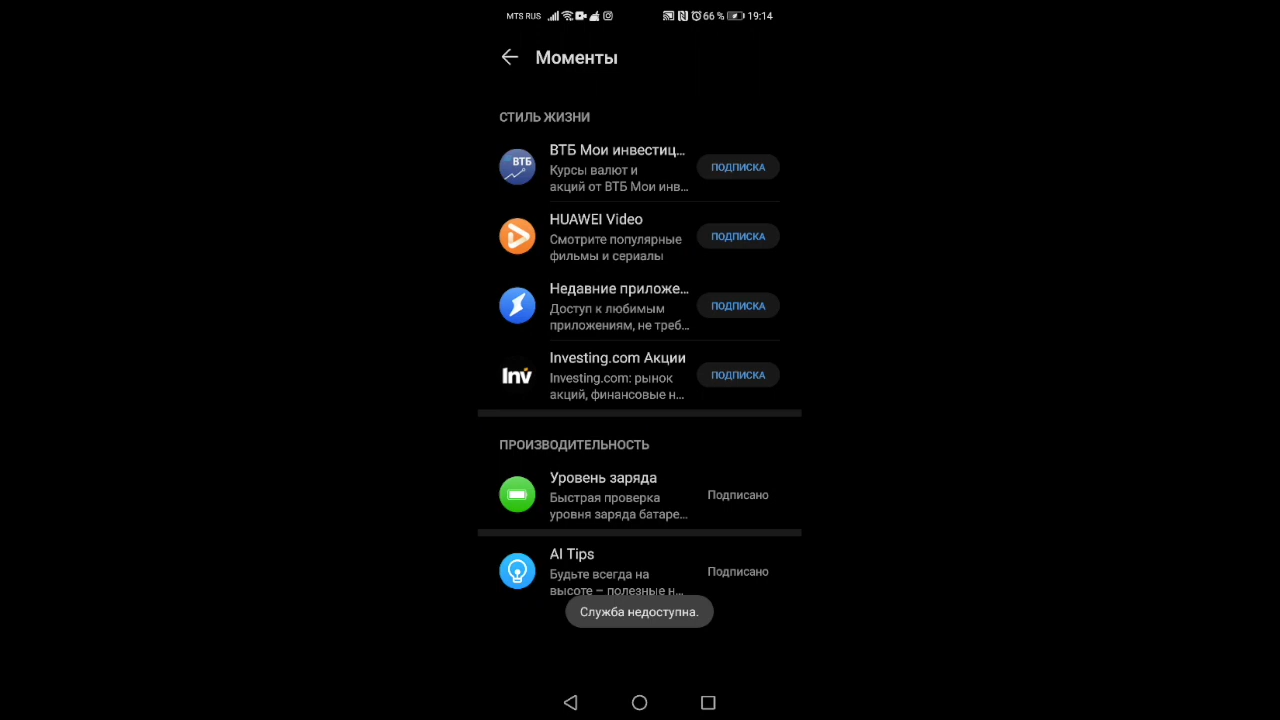 MTS RUS 66 % 19:14
Моменты
СТИЛЬ ЖИЗНИ
ВТБ
ВТБ Мои инвестиц...
Курсы валют и
акций от ВТБ Мои инв...
ПОДПИСКА
HUAWEI Video
Смотрите популярные
фильмы и сериалы
ПОДПИСКА
Недавние приложе...
Доступ к любимым
приложениям, не треб...
ПОДПИСКА
Inv
Investing.com Акции
Investing.com: рынок
акций, финансовые н...
ПОДПИСКА
ПРОИЗВОДИТЕЛЬНОСТЬ
Уровень заряда
Быстрая проверка
уровня заряда батаре...
Подписано
AI Tips
Будьте всегда на
высоте – полезные н...
Подписано
Служба недоступна.